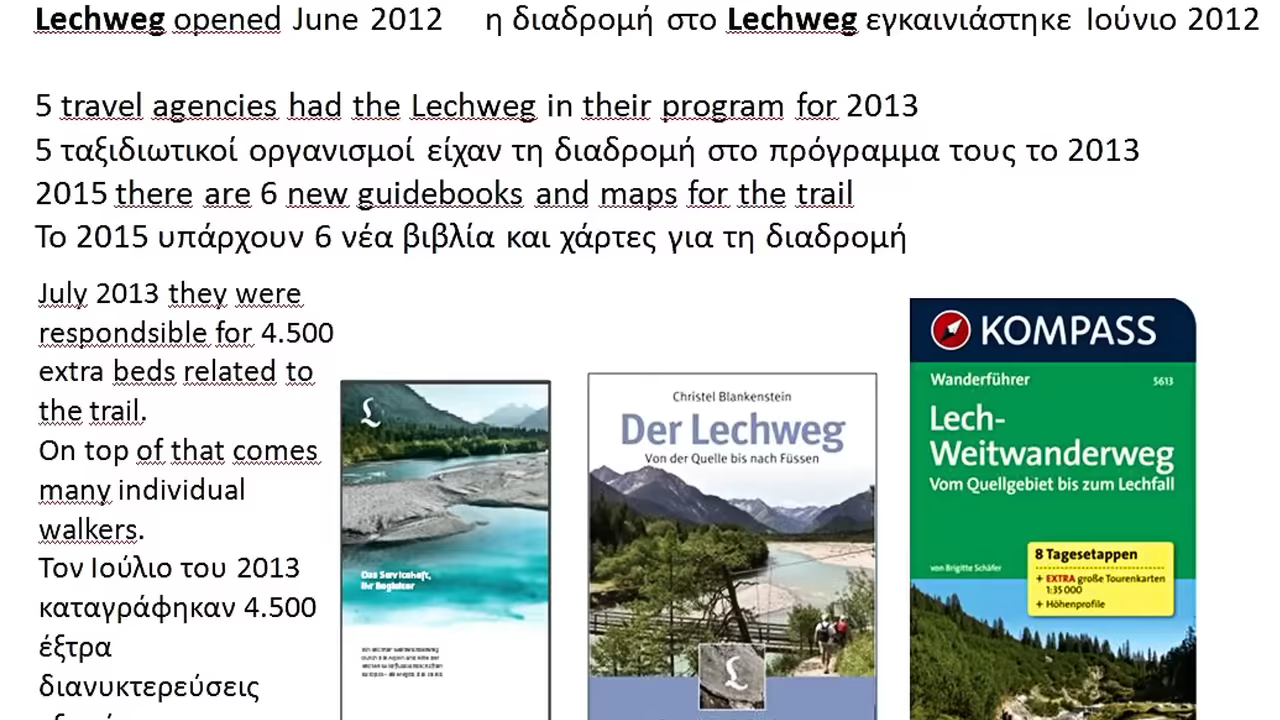 Lechweg opened June 2012 η διαδρομή στο Lechweg εγκαινιάστηκε Ιούνιο 2012
5 travel agencies had the Lechweg in their program for 2013
5 ταξιδιωτικοί οργανισμοί είχαν τη διαδρομή στο πρόγραμμα τους το 2013
2015 there are 6 new guidebooks and maps for the trail
Το 2015 υπάρχουν 6 νέα βιβλία και χάρτες για τη διαδρομή
July 2013 they were
respondsible for 4.500
extra beds related to
the trail.
On top of that comes
many individual
walkers.
Τον Ιούλιο του 2013
καταγράφηκαν 4.500
έξτρα
διανυκτερεύσεις
L
Das Serviceheft,
Ihr Begleiter
Christel Blankenstein
Der Lechweg
Von der Quelle bis nach Füssen
L
KOMPASS
Wanderführer 5613
Lech-
Weitwanderweg
Vom Quellgebiet bis zum Lechfall
8 Tagesetappen
von Brigitte Schäfer
+ EXTRA große Tourenkarten
1:35 000
+ Höhenprofile